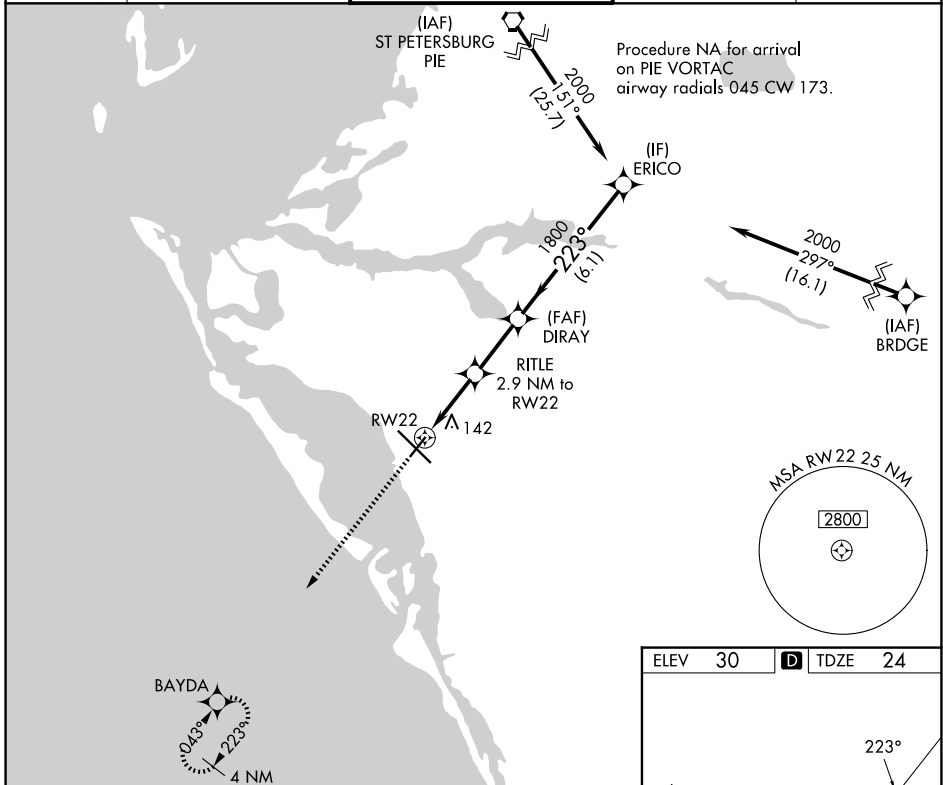 (IAF)
ST PETERSBURG
PIE
Procedure NA for arrival
on PIE VORTAC
airway radials 045 CW 173.
2000
151°
(25.7)
(IF)
ERICO
1800
223°
(6.1)
2000
297°
(16.1)
(IAF)
BRDGE
(FAF)
DIRAY
RITLE
2.9 NM to
RW22
RW22
142
MSA RW22 25 NM
2800
ELEV 30 D TDZE 24
223°
BAYDA
043°
223°
4 NM